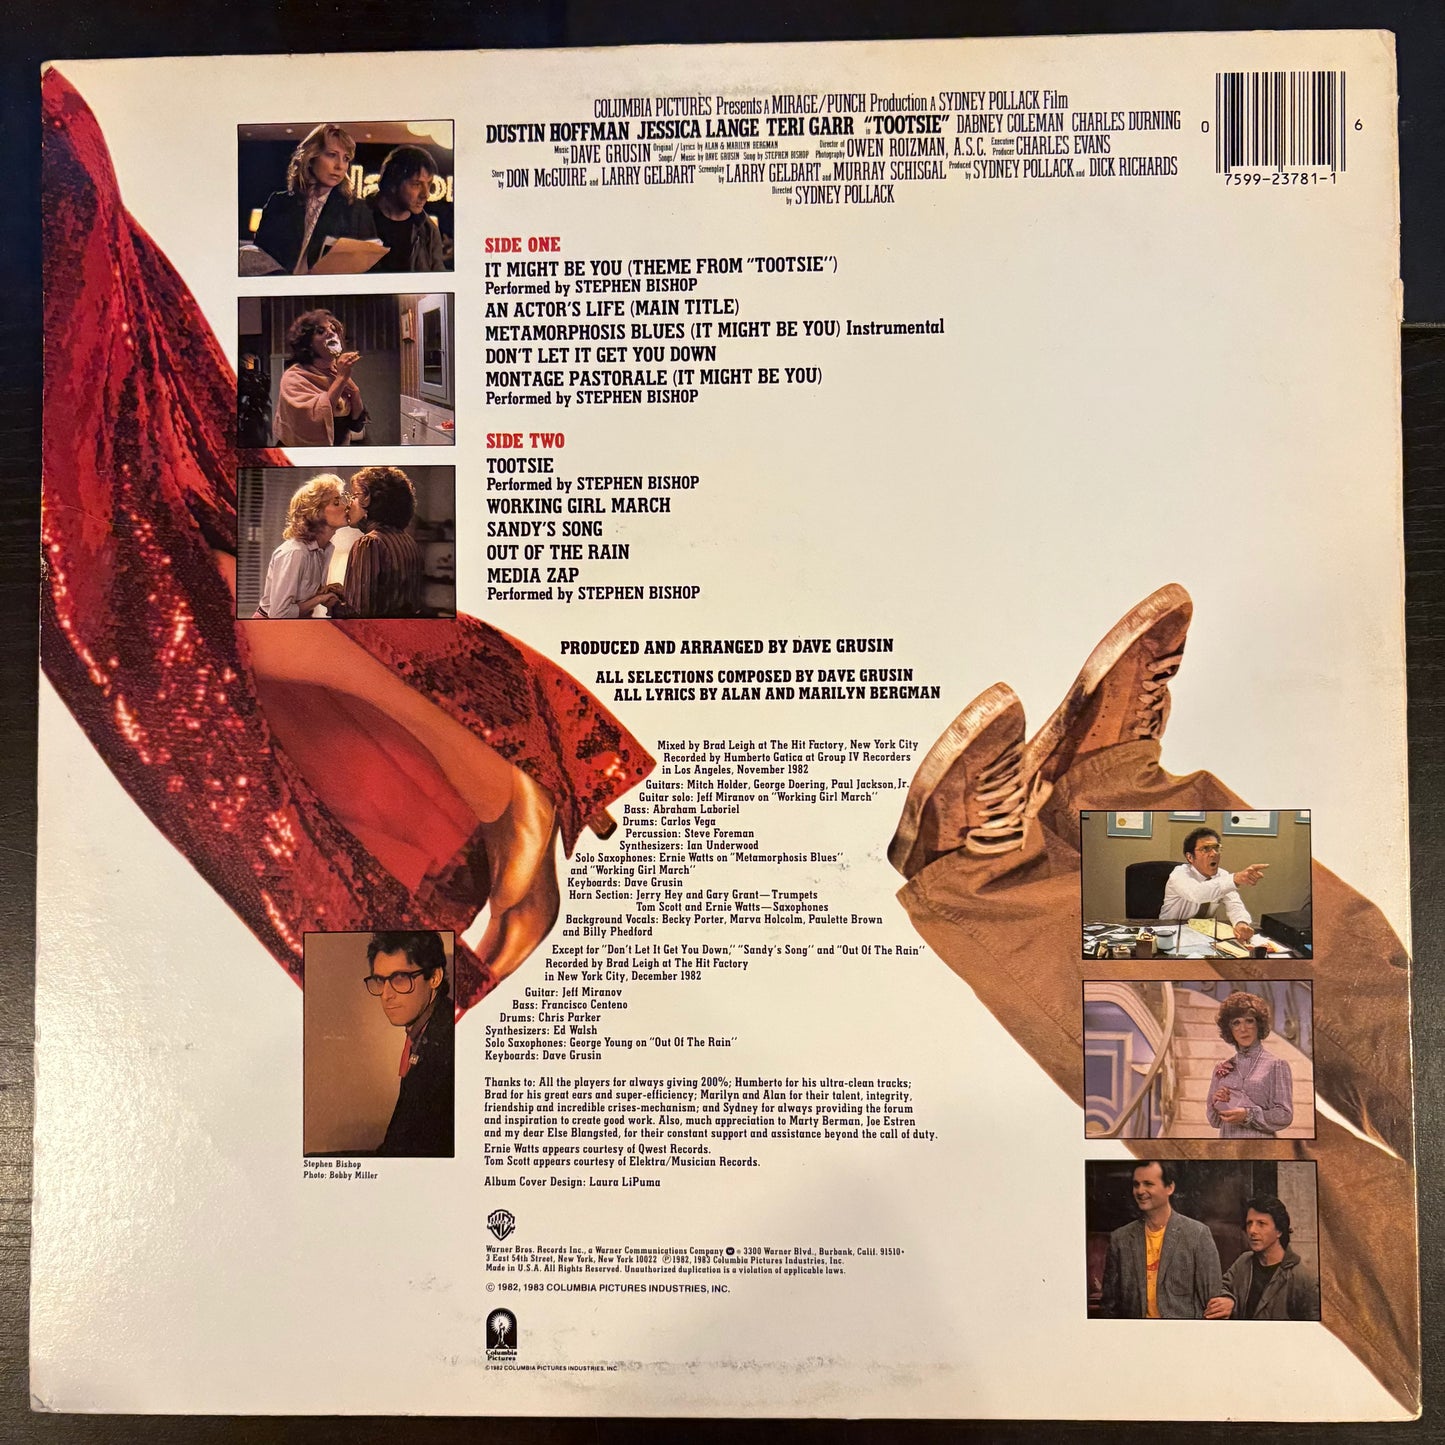 COLUMBIA PICTURES Presents A MIRAGE/PUNCH Production A SYDNEY POLLACK Film
DUSTIN HOFFMAN JESSICA LANGE TERI GARR in "TOOTSIE" DABNEY COLEMAN CHARLES DURNING
Music by DAVE GRUSIN Original Songs/ Lyrics by ALAN & MARILYN BERGMAN Music by DAVE GRUSIN Sung by STEPHEN BISHOP Director of Photography OWEN ROIZMAN, A.S.C. Executive Producer CHARLES EVANS
Story by DON McGUIRE and LARRY GELBART Screenplay by LARRY GELBART and MURRAY SCHISGAL Produced by SYDNEY POLLACK and DICK RICHARDS
Directed by SYDNEY POLLACK
0 7599-23781-1 6
SIDE ONE
IT MIGHT BE YOU (THEME FROM "TOOTSIE")
Performed by STEPHEN BISHOP
AN ACTOR'S LIFE (MAIN TITLE)
METAMORPHOSIS BLUES (IT MIGHT BE YOU) Instrumental
DON'T LET IT GET YOU DOWN
MONTAGE PASTORALE (IT MIGHT BE YOU)
Performed by STEPHEN BISHOP
SIDE TWO
TOOTSIE
Performed by STEPHEN BISHOP
WORKING GIRL MARCH
SANDY'S SONG
OUT OF THE RAIN
MEDIA ZAP
Performed by STEPHEN BISHOP
PRODUCED AND ARRANGED BY DAVE GRUSIN
ALL SELECTIONS COMPOSED BY DAVE GRUSIN
ALL LYRICS BY ALAN AND MARILYN BERGMAN
Mixed by Brad Leigh at The Hit Factory, New York City
Recorded by Humberto Gatica at Group IV Recorders
in Los Angeles, November 1982
Guitars: Mitch Holder, George Doering, Paul Jackson, Jr.
Guitar solo: Jeff Miranov on "Working Girl March"
Bass: Abraham Laboriel
Drums: Carlos Vega
Percussion: Steve Foreman
Synthesizers: Ian Underwood
Solo Saxophones: Ernie Watts on "Metamorphosis Blues"
and "Working Girl March"
Keyboards: Dave Grusin
Horn Section: Jerry Hey and Gary Grant—Trumpets
Tom Scott and Ernie Watts—Saxophones
Background Vocals: Becky Porter, Marva Holcolm, Paulette Brown
and Billy Phedford
Except for "Don't Let It Get You Down," "Sandy's Song" and "Out Of The Rain"
Recorded by Brad Leigh at The Hit Factory
in New York City, December 1982
Guitar: Jeff Miranov
Bass: Francisco Centeno
Drums: Chris Parker
Synthesizers: Ed Walsh
Solo Saxophones: George Young on "Out Of The Rain"
Keyboards: Dave Grusin
Thanks to: All the players for always giving 200%; Humberto for his ultra-clean tracks;
Brad for his great ears and super-efficiency; Marilyn and Alan for their talent, integrity,
friendship and incredible crises-mechanism; and Sydney for always providing the forum
and inspiration to create good work. Also, much appreciation to Marty Berman, Joe Estren
and my dear Else Blangsted, for their constant support and assistance beyond the call of duty.
Ernie Watts appears courtesy of Qwest Records.
Tom Scott appears courtesy of Elektra/Musician Records.
Album Cover Design: Laura LiPuma
Stephen Bishop
Photo: Bobby Miller
Warner Bros. Records Inc., a Warner Communications Company • 3300 Warner Blvd., Burbank, Calif. 91510•
3 East 54th Street, New York, New York 10022 ℗1982, 1983 Columbia Pictures Industries, Inc.
Made in U.S.A. All Rights Reserved. Unauthorized duplication is a violation of applicable laws.
© 1982, 1983 COLUMBIA PICTURES INDUSTRIES, INC.
Columbia
Pictures
©1982 COLUMBIA PICTURES INDUSTRIES, INC.